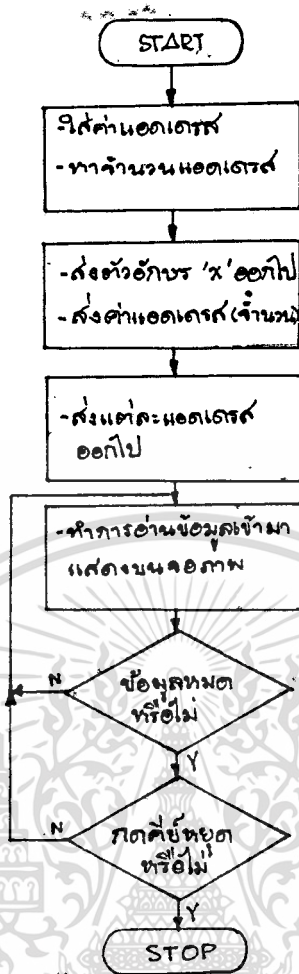 START
-ใส่ค่าแอดเดรส
-หาจำนวนแอดเดรส
-ส่งตัวอักษร 'x' ออกไป
-ส่งค่าแอดเดรส(จำนวน)
-ส่งแต่ละแอดเดรส
ออกไป
-ทำการอ่านข้อมูลเข้ามา
แสดงบนจอภาพ
N
ข้อมูลหมด
หรือไม่
Y
N
กดคีย์หยุด
หรือไม่
Y
STOP